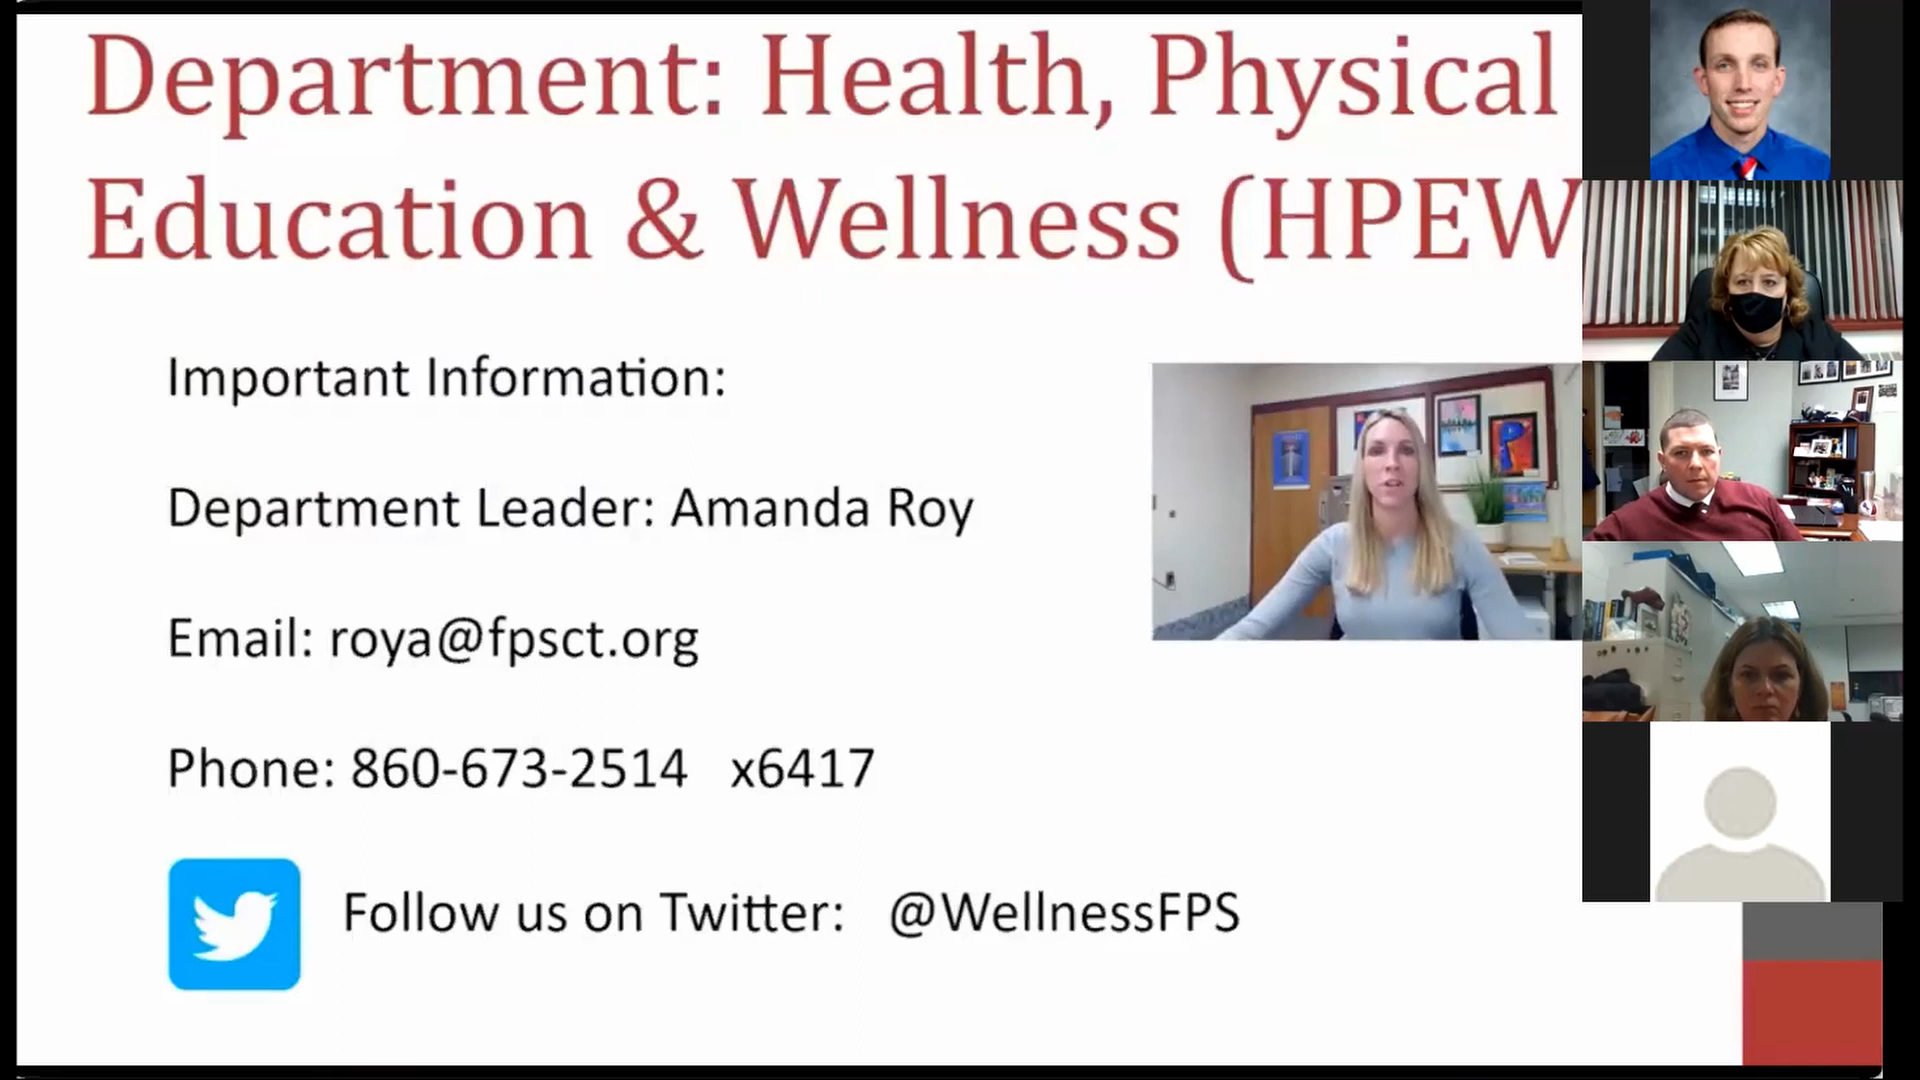 Department: Health, Physical
Education & Wellness (HPEW
Important Information:
Department Leader: Amanda Roy
Email: roya@fpsct.org
Phone: 860-673-2514 x6417
Follow us on Twitter: @WellnessFPS